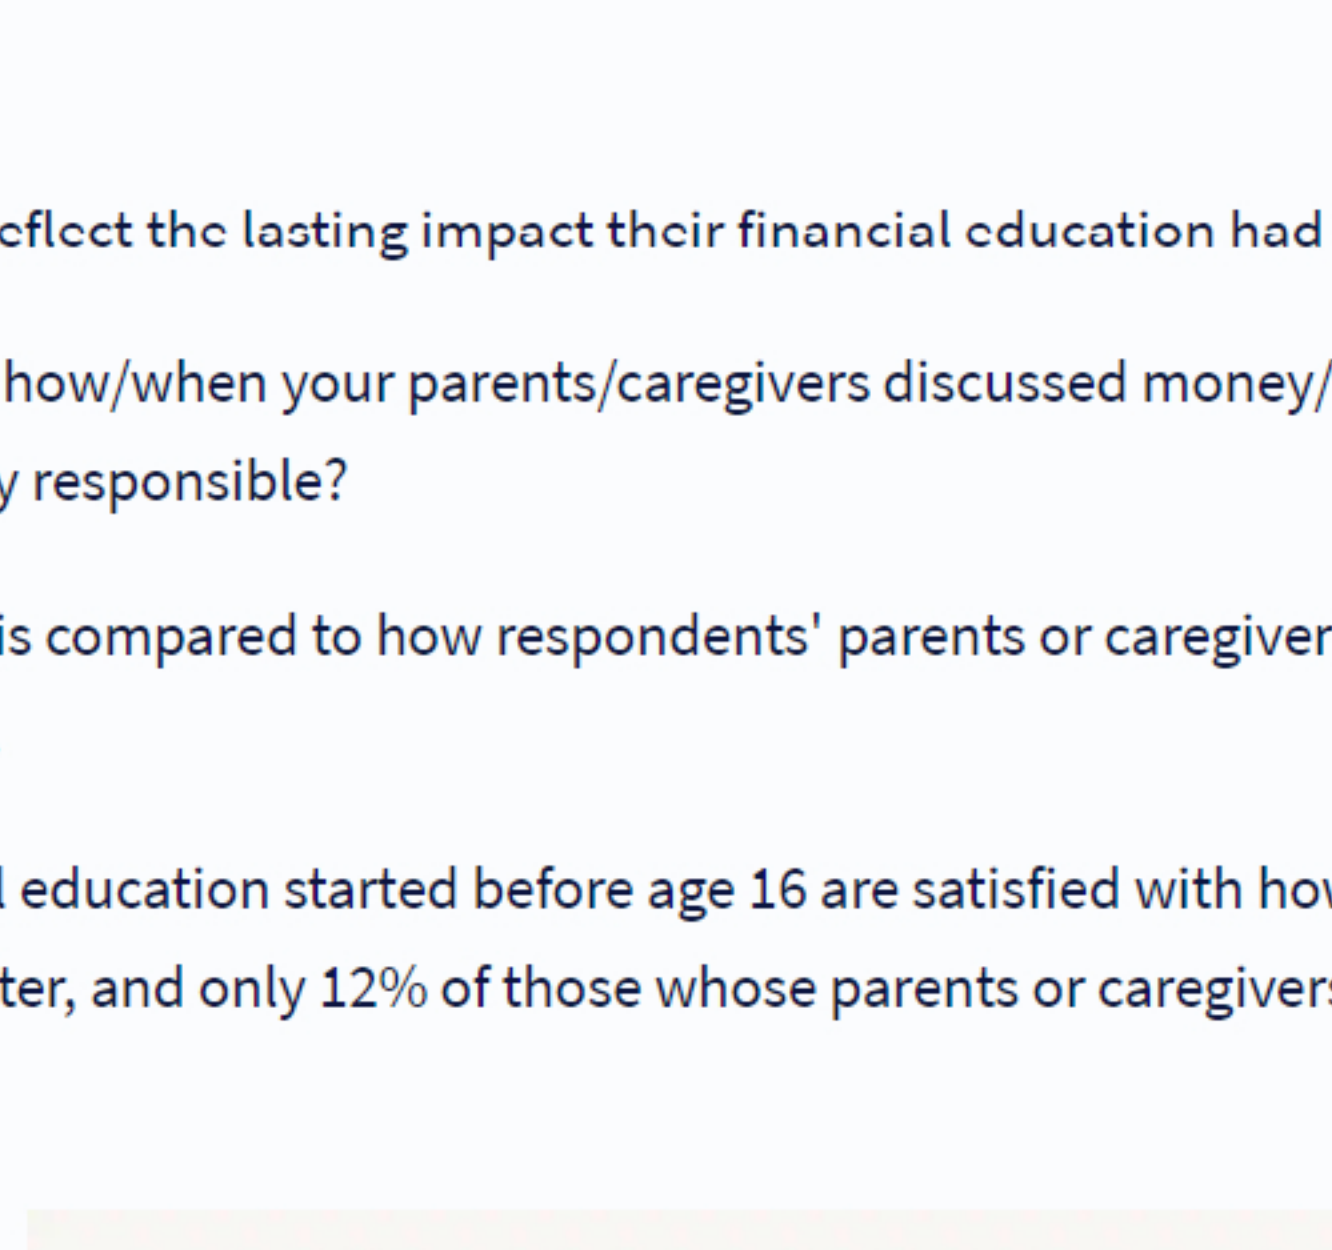 eflect the lasting impact their financial education had
how/when your parents/caregivers discussed money/
y responsible?
is compared to how respondents' parents or caregiver
l education started before age 16 are satisfied with how
ter, and only 12% of those whose parents or caregivers